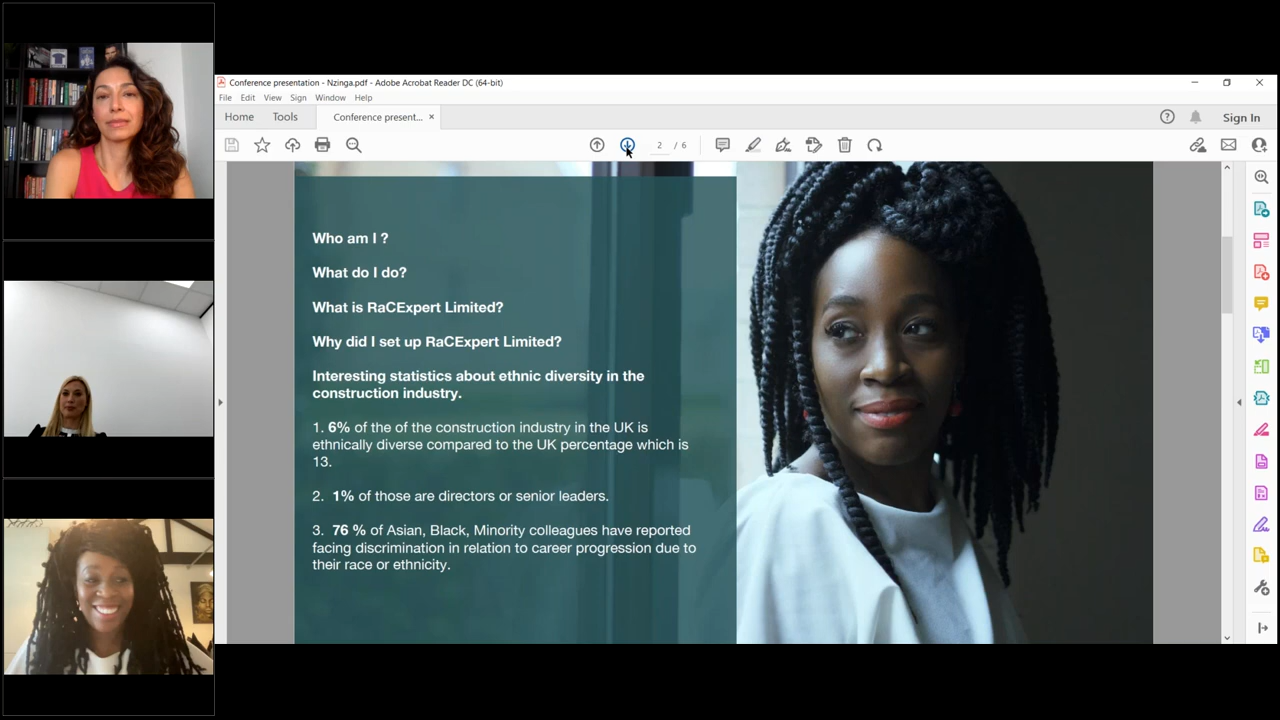 Conference presentation - Nzinga.pdf - Adobe Acrobat Reader DC (64-bit)
File Edit View Sign Window Help
Home Tools Conference present... × Sign In
2 / 6
Who am I ?
What do I do?
What is RaCExpert Limited?
Why did I set up RaCExpert Limited?
Interesting statistics about ethnic diversity in the
construction industry.
1. 6% of the of the construction industry in the UK is
ethnically diverse compared to the UK percentage which is
13.
2. 1% of those are directors or senior leaders.
3. 76 % of Asian, Black, Minority colleagues have reported
facing discrimination in relation to career progression due to
their race or ethnicity.